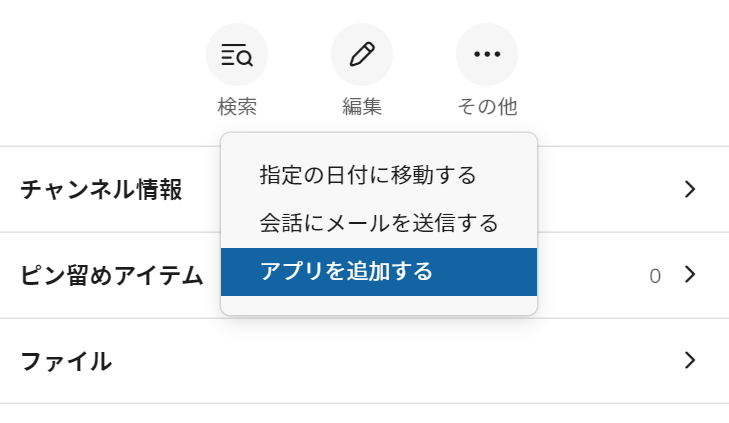 検索
編集
その他
指定の日付に移動する
会話にメールを送信する
アプリを追加する
チャンネル情報
ピン留めアイテム
0
ファイル